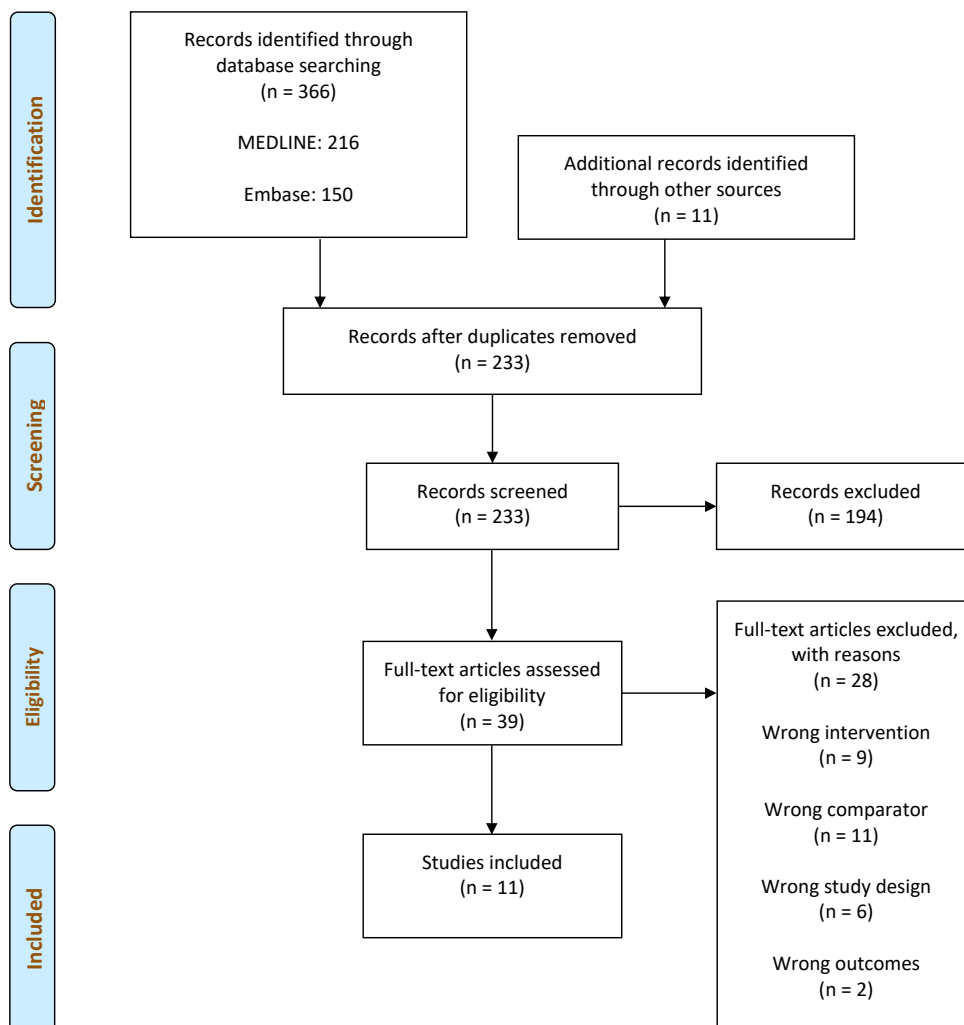 Identification
Records identified through
database searching
(n = 366)
MEDLINE: 216
Embase: 150
Additional records identified
through other sources
(n = 11)
Records after duplicates removed
(n = 233)
Screening
Records screened
(n = 233)
Records excluded
(n = 194)
Eligibility
Full-text articles assessed
for eligibility
(n = 39)
Full-text articles excluded,
with reasons
(n = 28)
Wrong intervention
(n = 9)
Wrong comparator
(n = 11)
Wrong study design
(n = 6)
Wrong outcomes
(n = 2)
Included
Studies included
(n = 11)